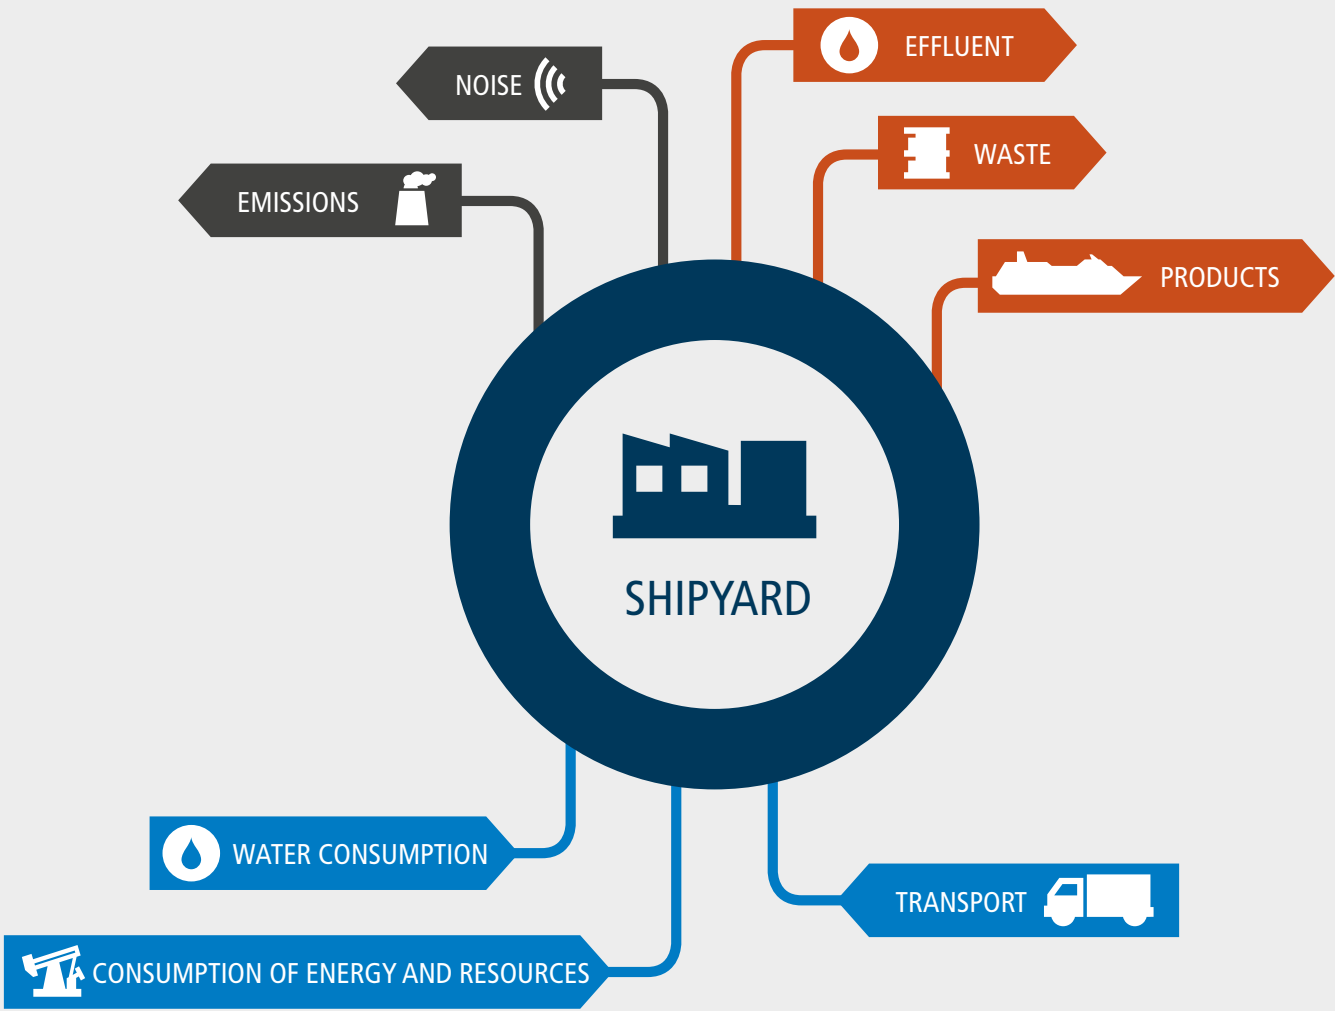 EFFLUENT
NOISE
WASTE
EMISSIONS
PRODUCTS
SHIPYARD
WATER CONSUMPTION
TRANSPORT
CONSUMPTION OF ENERGY AND RESOURCES